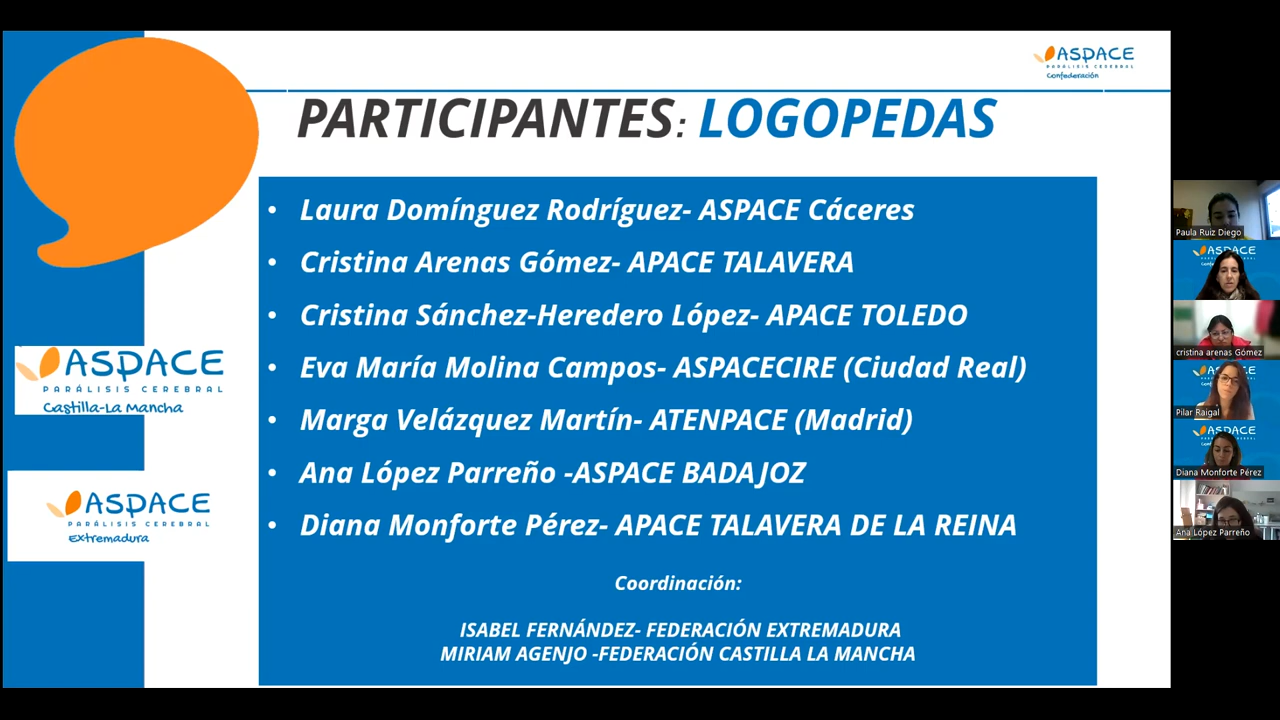 ASPACE
PARÁLISIS CEREBRAL
Confederación
PARTICIPANTES: LOGOPEDAS
• Laura Domínguez Rodríguez- ASPACE Cáceres
• Cristina Arenas Gómez- APACE TALAVERA
• Cristina Sánchez-Heredero López- APACE TOLEDO
• Eva María Molina Campos- ASPACECIRE (Ciudad Real)
• Marga Velázquez Martín- ATENPACE (Madrid)
• Ana López Parreño -ASPACE BADAJOZ
• Diana Monforte Pérez- APACE TALAVERA DE LA REINA
Coordinación:
ISABEL FERNÁNDEZ- FEDERACIÓN EXTREMADURA
MIRIAM AGENJO -FEDERACIÓN CASTILLA LA MANCHA
ASPACE
PARÁLISIS CEREBRAL
Castilla-La Mancha
ASPACE
PARÁLISIS CEREBRAL
Extremadura
Paula Ruiz Diego
ASPACE
cristina arenas Gómez
ASPACE
Pilar Raigal
ASPACE
Diana Monforte Pérez
Ana López Parreño